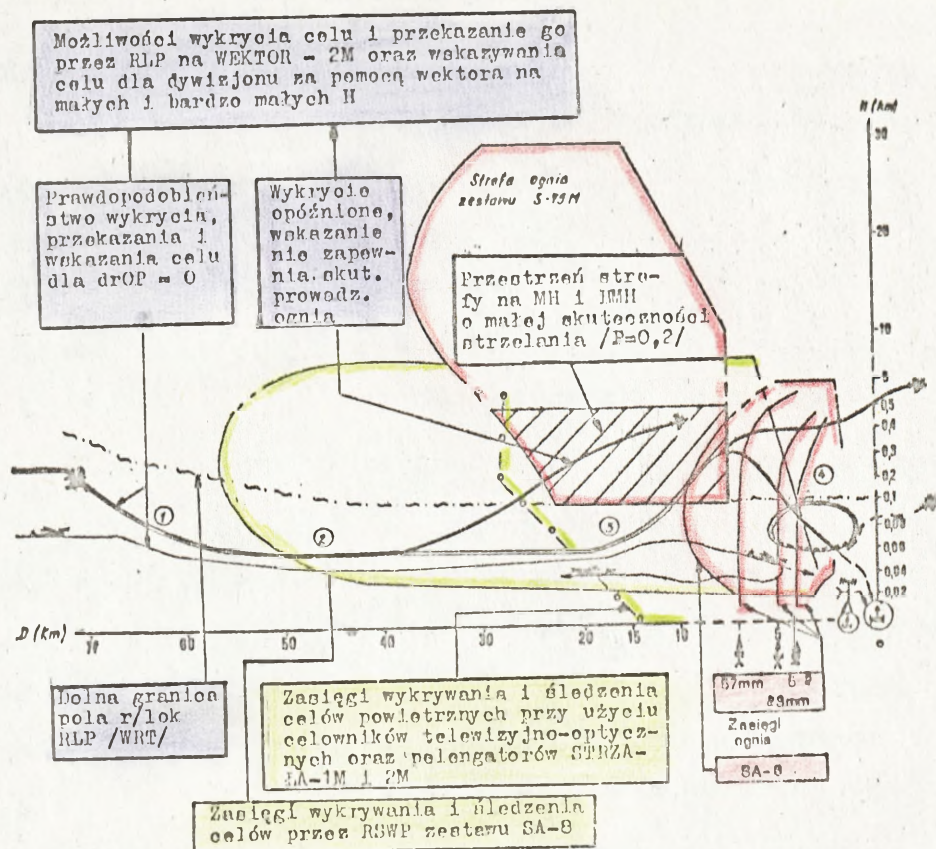 Możliwości wykrycia celu i przekazanie go
przez RLP na WEKTOR - 2M oraz wskazywania
celu dla dywizjonu za pomocą wektora na
małych i bardzo małych H
H (km)
30
20
10
5
0,5
0,4
0,3
0,2
0,1
0,08
0,06
0,04
0,02
0
Prawdopodobień-
stwo wykrycia,
przekazania i
wskazania celu
dla drOP = 0
Wykrycie
opóźnione,
wskazanie
nie zapew-
nia skut.
prowadz.
ognia
Strefa ognia
zestawu
Przestrzeń stre-
fy na MH i BMH
o małej skuteczności
strzelania /P=0,2/
1
2
3
4
D (km)
60
50
40
30
20
15
10
5
Dolna granica
pola r/lok
RLP /WRT/
Zasięgi wykrywania i śledzenia
celów powietrznych przy użyciu
celowników telewizyjno-optycz-
nych oraz pelengatorów STRZA-
ŁA-1M i 2M
57mm
23mm
Zasięgi
ognia
SA-8
Zasięgi wykrywania i śledzenia
celów przez RSWP zestawu SA-8